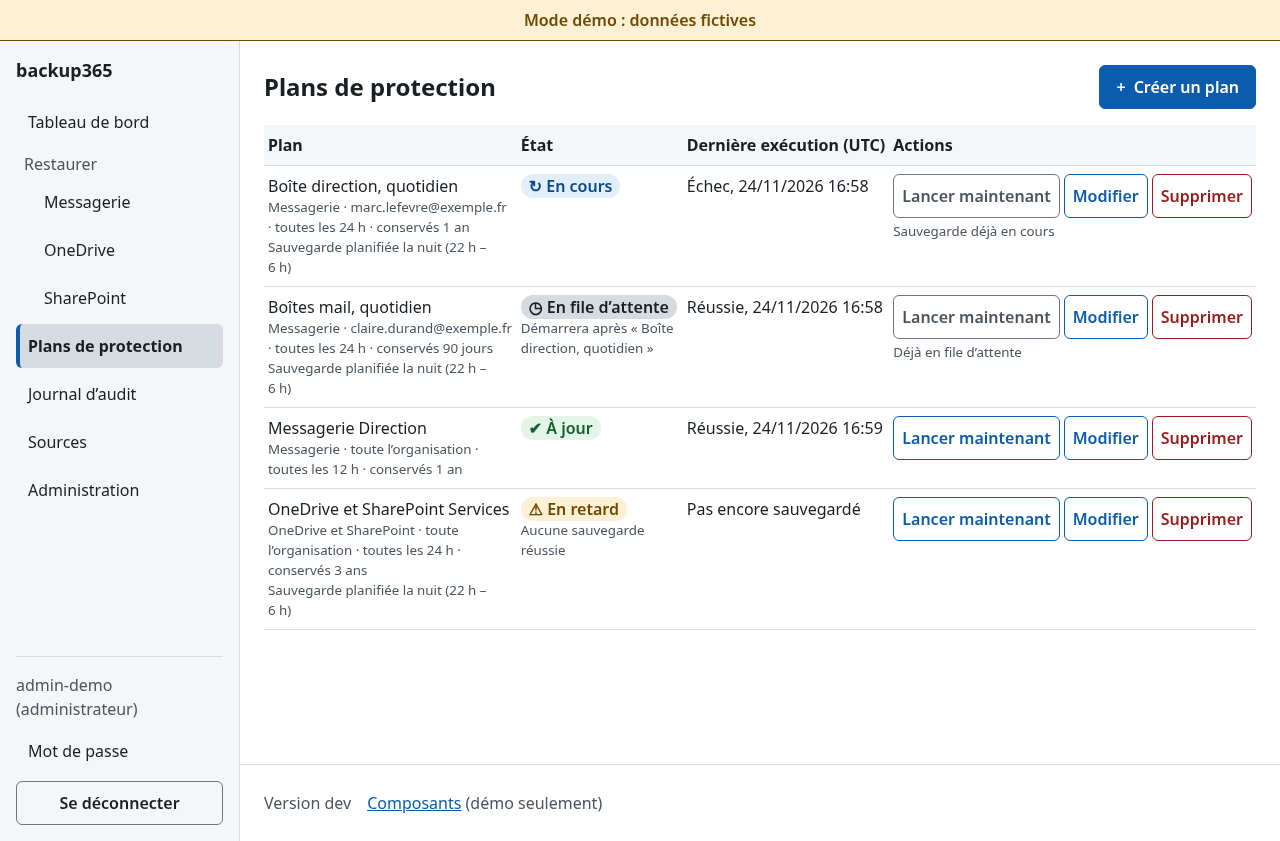 Mode démo : données fictives
backup365
Tableau de bord
Restaurer
Messagerie
OneDrive
SharePoint
Plans de protection
Journal d’audit
Sources
Administration
admin-demo
(administrateur)
Mot de passe
Se déconnecter
Plans de protection
+ Créer un plan
Plan État Dernière exécution (UTC) Actions
Boîte direction, quotidien ↻ En cours Échec, 24/11/2026 16:58 Lancer maintenant Modifier Supprimer
Messagerie · marc.lefevre@exemple.fr
· toutes les 24 h · conservés 1 an Sauvegarde déjà en cours
Sauvegarde planifiée la nuit (22 h –
6 h)
Boîtes mail, quotidien ◷ En file d’attente Réussie, 24/11/2026 16:58 Lancer maintenant Modifier Supprimer
Messagerie · claire.durand@exemple.fr Démarrera après « Boîte
· toutes les 24 h · conservés 90 jours direction, quotidien » Déjà en file d’attente
Sauvegarde planifiée la nuit (22 h –
6 h)
Messagerie Direction ✔ À jour Réussie, 24/11/2026 16:59 Lancer maintenant Modifier Supprimer
Messagerie · toute l’organisation ·
toutes les 12 h · conservés 1 an
OneDrive et SharePoint Services ⚠ En retard Pas encore sauvegardé Lancer maintenant Modifier Supprimer
OneDrive et SharePoint · toute Aucune sauvegarde
l’organisation · toutes les 24 h · réussie
conservés 3 ans
Sauvegarde planifiée la nuit (22 h –
6 h)
Version dev Composants (démo seulement)